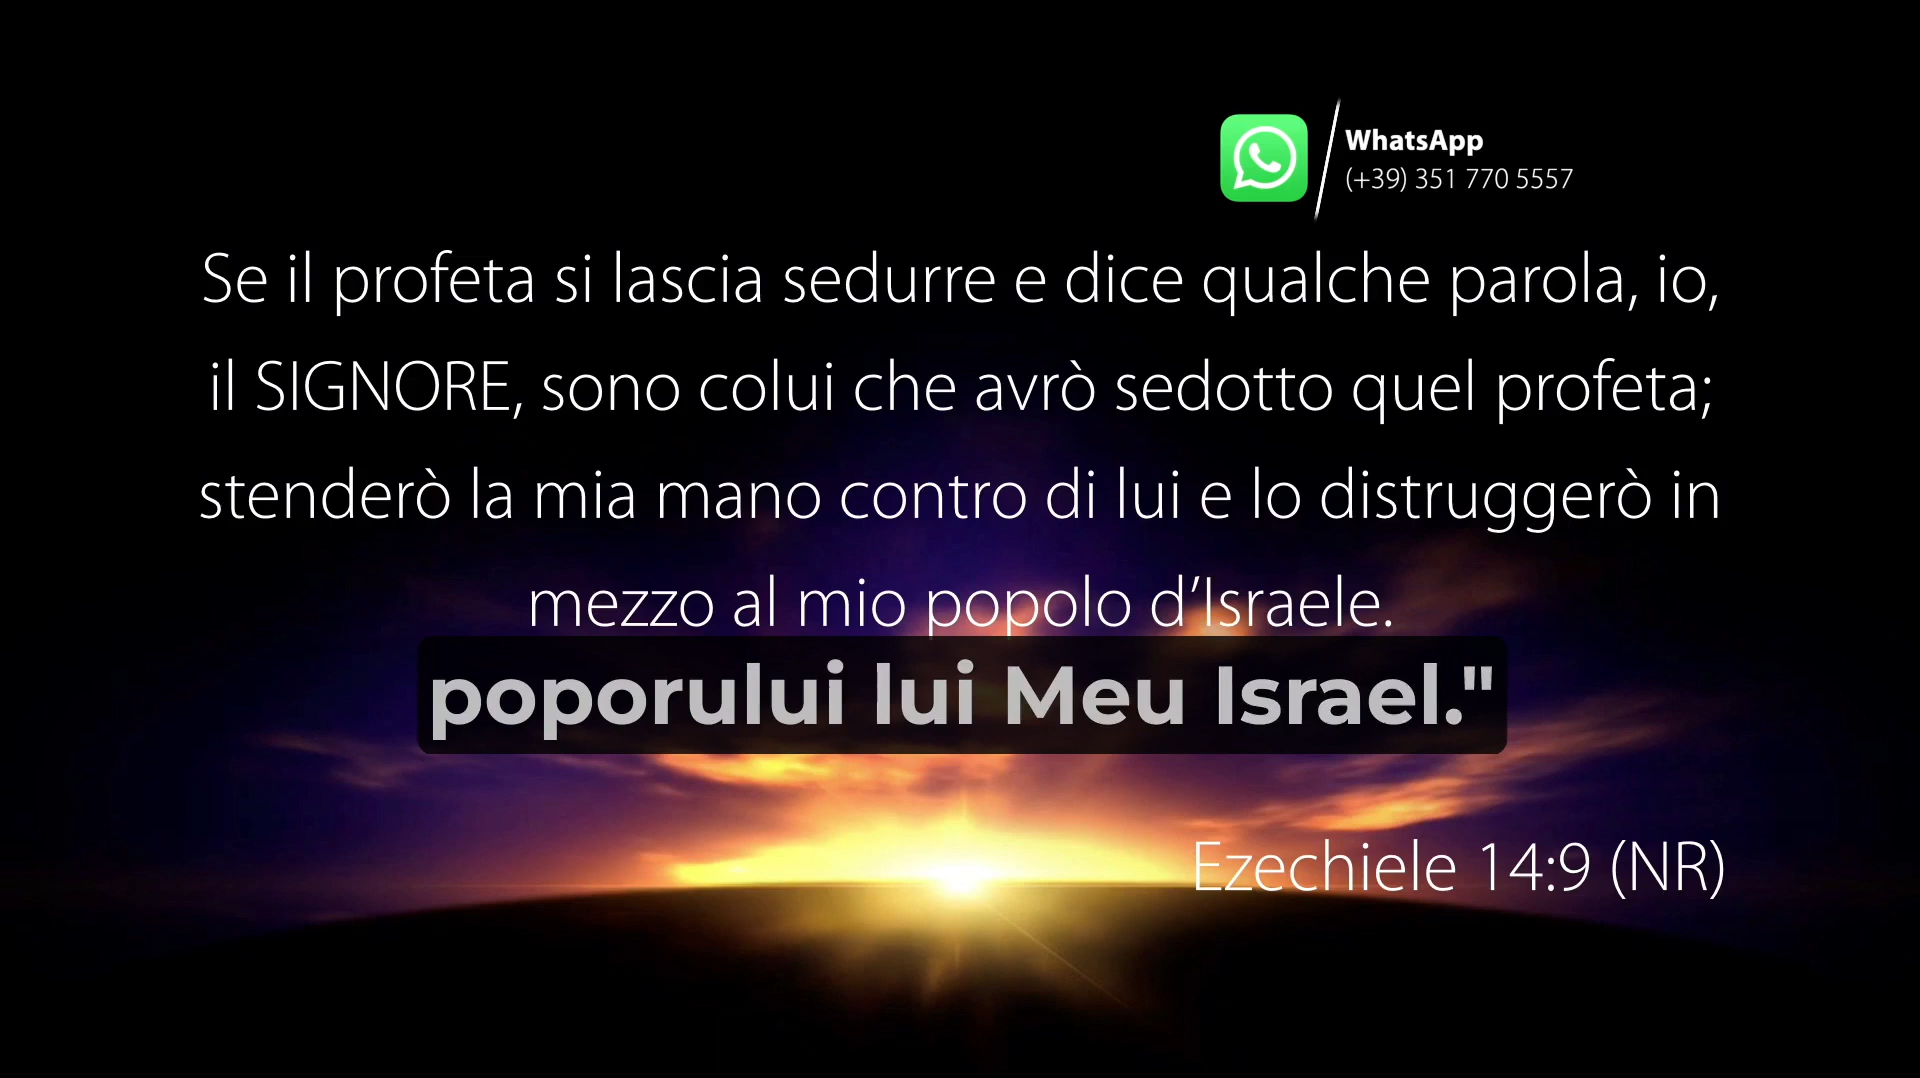 WhatsApp
(+39) 351 770 5557
Se il profeta si lascia sedurre e dice qualche parola, io,
il SIGNORE, sono colui che avrò sedotto quel profeta;
stenderò la mia mano contro di lui e lo distruggerò in
mezzo al mio popolo d’Israele.
poporului lui Meu Israel."
Ezechiele 14:9 (NR)